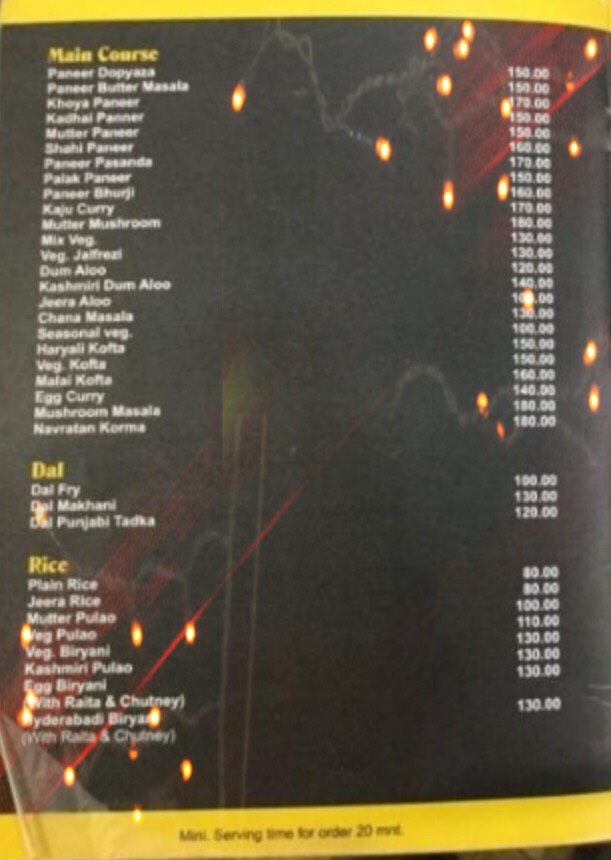 Main Course
Paneer Dopyaza 150.00
Paneer Butter Masala 150.00
Khoya Paneer 170.00
Kadhai Panner 150.00
Mutter Paneer 150.00
Shahi Paneer 160.00
Paneer Pasanda 170.00
Palak Paneer 150.00
Paneer Bhurji 160.00
Kaju Curry 170.00
Mutter Mushroom 180.00
Mix Veg. 130.00
Veg. Jalfrezi 130.00
Dum Aloo 120.00
Kashmiri Dum Aloo 140.00
Jeera Aloo
Chana Masala 130.00
Seasonal veg. 100.00
Haryali Kofta 150.00
Veg. Kofta 150.00
Malai Kofta 160.00
Egg Curry 140.00
Mushroom Masala 180.00
Navratan Korma 180.00
Dal
Dal Fry 100.00
Dal Makhani 130.00
Dal Punjabi Tadka 120.00
Rice
Plain Rice 80.00
Jeera Rice 80.00
Mutter Pulao 100.00
Veg Pulao 110.00
Veg. Biryani 130.00
Kashmiri Pulao 130.00
Egg Biryani 130.00
(With Raita & Chutney)
Hyderabadi Biryani 130.00
(With Raita & Chutney)
Mini. Serving time for order 20 mnt.